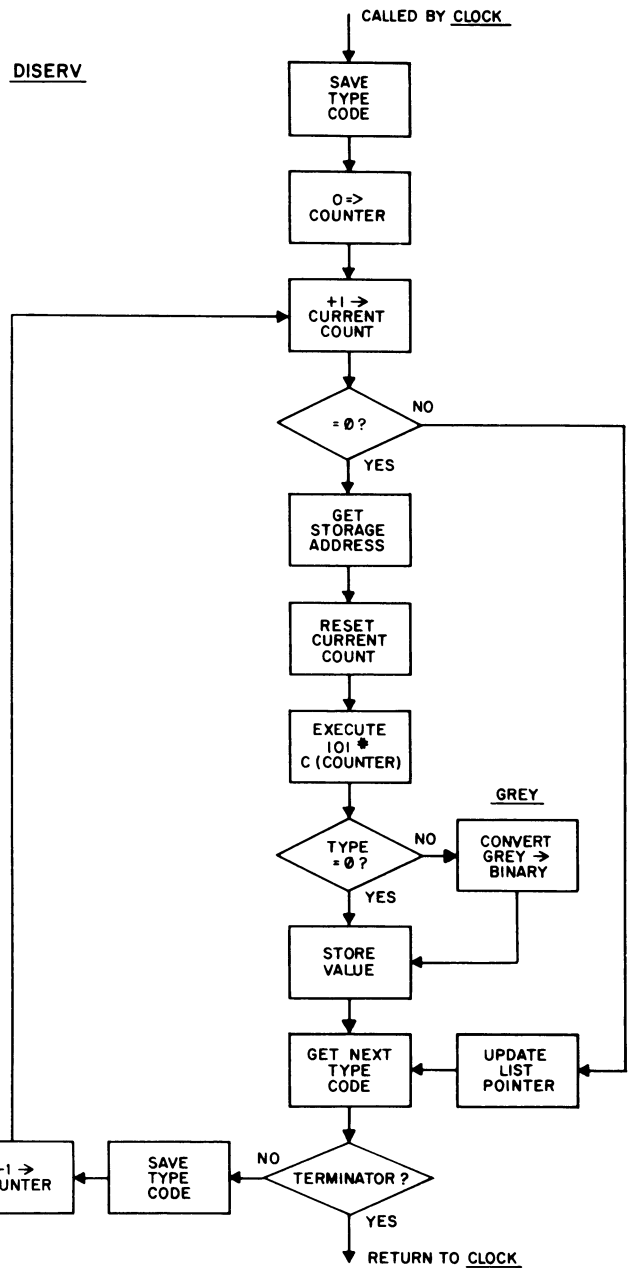 CALLED BY CLOCK
DISERV
SAVE
TYPE
CODE
0=>
COUNTER
+1 →
CURRENT
COUNT
= Ø ?
NO
YES
GET
STORAGE
ADDRESS
RESET
CURRENT
COUNT
EXECUTE
101 *
C (COUNTER)
GREY
TYPE
= Ø ?
NO
CONVERT
GREY →
BINARY
YES
STORE
VALUE
GET NEXT
TYPE
CODE
UPDATE
LIST
POINTER
TERMINATOR ?
NO
SAVE
TYPE
CODE
1 →
UNTER
YES
RETURN TO CLOCK